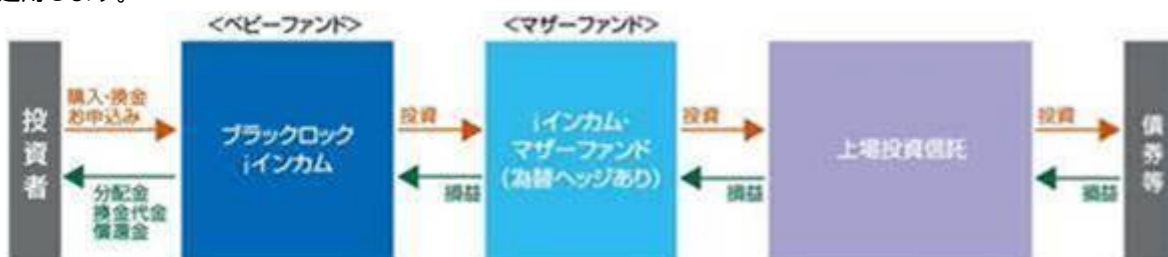 運用します。
<ベビーファンド>
<マザーファンド>
投資者
購入・換金
お申込み
分配金
換金代金
償還金
ブラックロック
iインカム
投資
損益
iインカム・
マザーファンド
(為替ヘッジあり)
投資
損益
上場投資信託
投資
損益
債券等